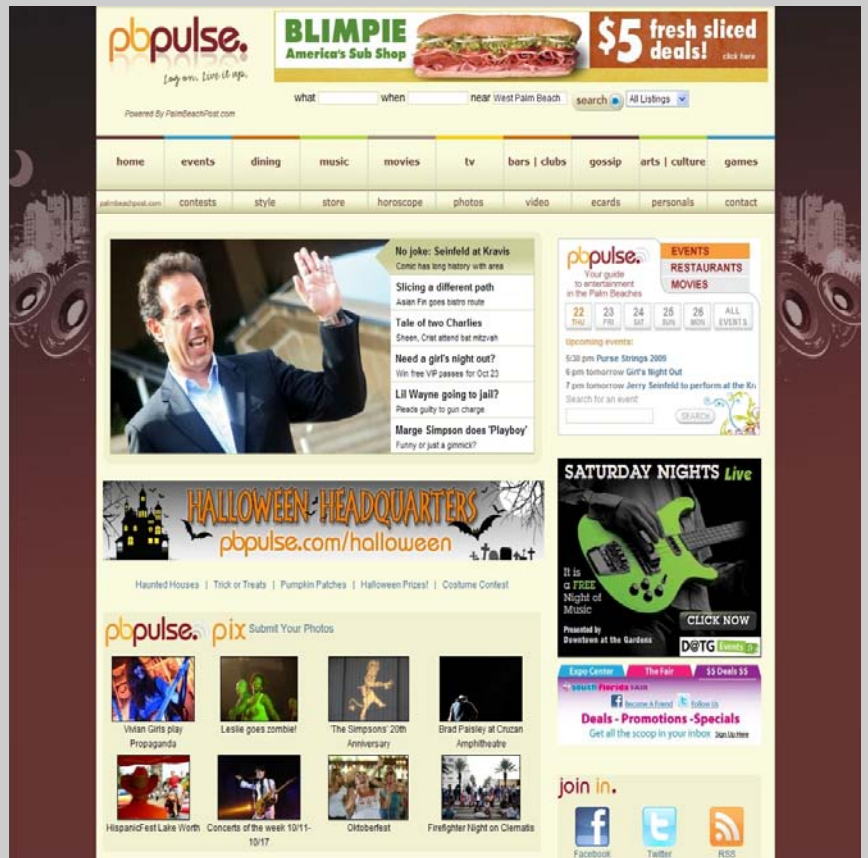 pbpulse.
Log on. Live it up.
Powered By PalmBeachPost.com
BLIMPIE
America's Sub Shop
$5 fresh sliced
deals!
click here
what when near West Palm Beach search All Listings
home events dining music movies tv bars | clubs gossip arts | culture games
palmbeachpost.com contests style store horoscope photos video ecards personals contact
No joke: Seinfeld at Kravis
Comic has long history with area
Slicing a different path
Asian Fin goes bistro route
Tale of two Charlies
Sheen, Crist attend bat mitzvah
Need a girl's night out?
Win free VIP passes for Oct 23
Lil Wayne going to jail?
Pleads guilty to gun charge
Marge Simpson does 'Playboy'
Funny or just a gimmick?
pbpulse.
Your guide
to entertainment
in the Palm Beaches
EVENTS
RESTAURANTS
MOVIES
22 23 24 25 26 ALL
THU FRI SAT SUN MON EVENTS
Upcoming events:
5:30 pm Purse Strings 2009
6 pm tomorrow Girl's Night Out
7 pm tomorrow Jerry Seinfeld to perform at the Kra
Search for an event:
SEARCH
HALLOWEEN HEADQUARTERS
pbpulse.com/halloween
Haunted Houses | Trick or Treats | Pumpkin Patches | Halloween Prizes! | Costume Contest
SATURDAY NIGHTS Live
It is
a FREE
Night of
Music
CLICK NOW
Presented by
Downtown at the Gardens
D@TG Events
pbpulse. pix Submit Your Photos
Vivian Girls play
Propaganda
Leslie goes zombie!
'The Simpsons' 20th
Anniversary
Brad Paisley at Cruzan
Amphitheatre
HispanicFest Lake Worth
Concerts of the week 10/11-
10/17
Oktoberfest
Firefighter Night on Clematis
Expo Center The Fair $$ Deals $$
south florida FAIR
Become A Friend Follow Us
Deals - Promotions -Specials
Get all the scoop in your inbox Sign Up Here
join in.
Facebook Twitter RSS